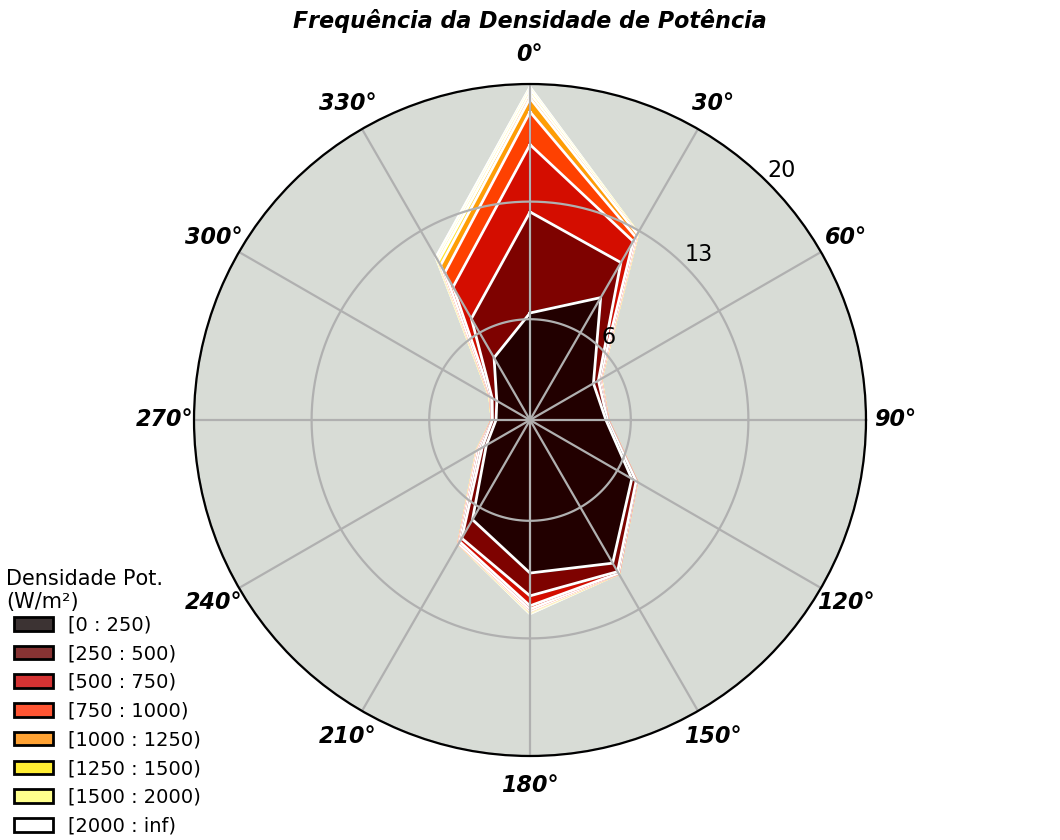 Frequência da Densidade de Potência
0°
330°
30°
20
300°
60°
13
6
270°
90°
240°
120°
210°
150°
180°
Densidade Pot.
(W/m²)
[0 : 250)
[250 : 500)
[500 : 750)
[750 : 1000)
[1000 : 1250)
[1250 : 1500)
[1500 : 2000)
[2000 : inf)